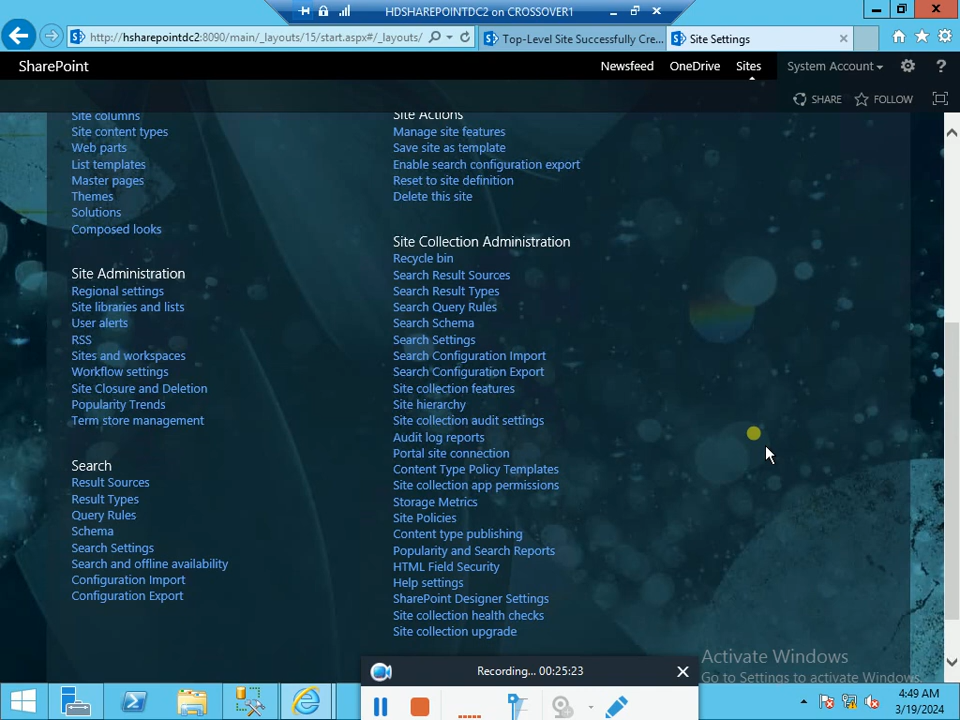 HDSHAREPOINTDC2 on CROSSOVER1
http://hsharepointdc2:8090/main/_layouts/15/start.aspx#/_layouts/
Top-Level Site Successfully Cre...
Site Settings
SharePoint
Newsfeed
OneDrive
Sites
System Account
?
SHARE
FOLLOW
Site columns
Site content types
Web parts
List templates
Master pages
Themes
Solutions
Composed looks
Site Administration
Regional settings
Site libraries and lists
User alerts
RSS
Sites and workspaces
Workflow settings
Site Closure and Deletion
Popularity Trends
Term store management
Search
Result Sources
Result Types
Query Rules
Schema
Search Settings
Search and offline availability
Configuration Import
Configuration Export
Site Actions
Manage site features
Save site as template
Enable search configuration export
Reset to site definition
Delete this site
Site Collection Administration
Recycle bin
Search Result Sources
Search Result Types
Search Query Rules
Search Schema
Search Settings
Search Configuration Import
Search Configuration Export
Site collection features
Site hierarchy
Site collection audit settings
Audit log reports
Portal site connection
Content Type Policy Templates
Site collection app permissions
Storage Metrics
Site Policies
Content type publishing
Popularity and Search Reports
HTML Field Security
Help settings
SharePoint Designer Settings
Site collection health checks
Site collection upgrade
Activate Windows
Go to Settings to activate Windows.
Recording... 00:25:23
4:49 AM
3/19/2024